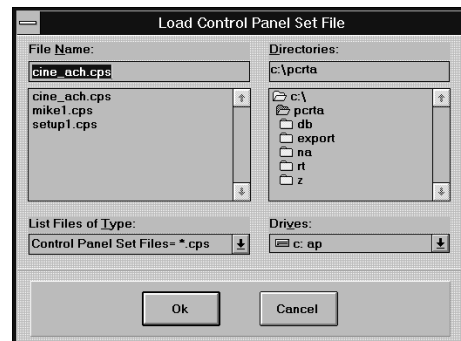 Load Control Panel Set File
File Name:
cine_ach.cps
cine_ach.cps
mike1.cps
setup1.cps
Directories:
c:\pcrta
c:\
pcrta
db
export
na
rt
z
List Files of Type:
Control Panel Set Files= *.cps
Drives:
c: ap
Ok
Cancel